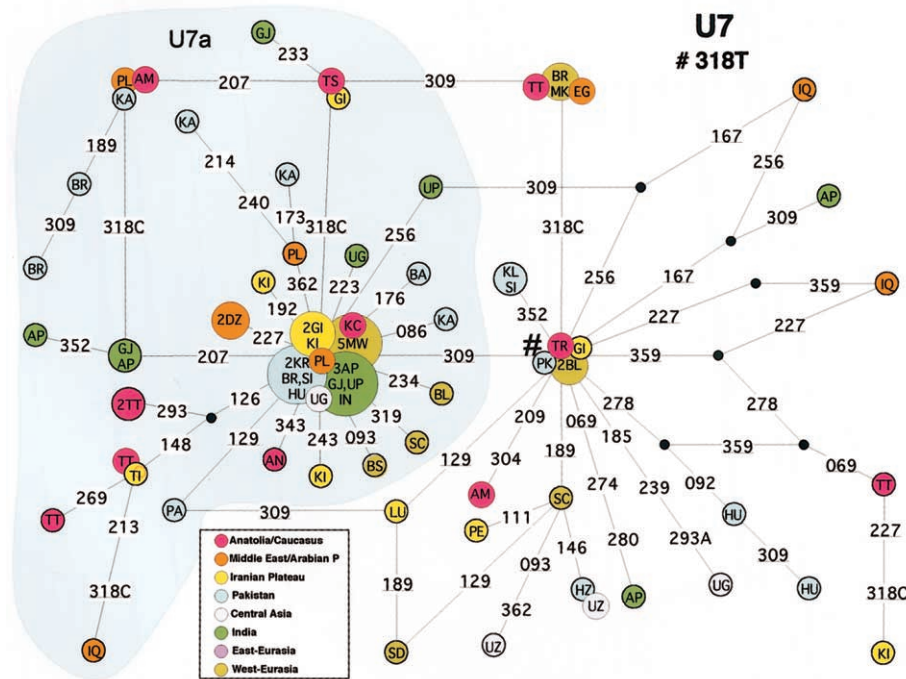 U7
# 318T
U7a
GJ
233
PL
AM
207
TS
309
TT
BR
MK
EG
KA
GI
IQ
189
KA
214
KA
167
256
BR
UP
309
309
AP
240
173
318C
256
318C
309
318C
PL
UG
BA
KL
SI
256
167
BR
KI
362
223
176
359
IQ
192
352
227
227
2DZ
2GI
KI
KC
5MW
086
KA
#
TR
GI
AP
352
GJ
AP
207
227
PL
309
PK
2BL
359
2KR
BR,SI
HU
3AP
GJ,UP
IN
234
BL
2TT
293
126
UG
319
209
069
278
278
148
129
343
243
093
SC
129
189
185
359
TT
TI
AN
KI
BS
304
274
239
092
069
TT
269
AM
SC
TT
213
PA
309
LU
PE
111
280
293A
HU
227
146
309
318C
189
129
093
HZ
UZ
AP
UG
HU
318C
362
IQ
SD
UZ
KI
Anatolia/Caucasus
Middle East/Arabian P
Iranian Plateau
Pakistan
Central Asia
India
East-Eurasia
West-Eurasia